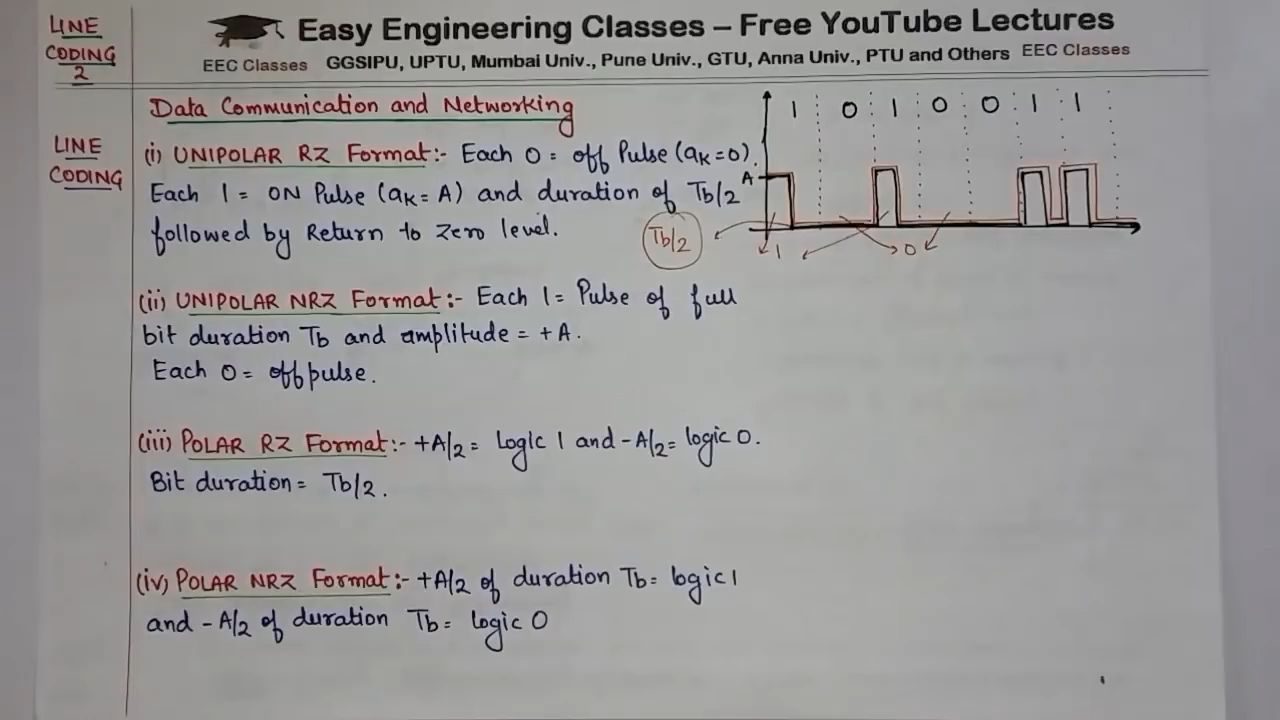 LINE CODING 2
Easy Engineering Classes – Free YouTube Lectures
EEC Classes GGSIPU, UPTU, Mumbai Univ., Pune Univ., GTU, Anna Univ., PTU and Others EEC Classes
Data Communication and Networking
1 0 1 0 0 1 1
LINE CODING
(i) UNIPOLAR RZ Format:- Each 0 = off Pulse (aK=0).
Each 1 = ON Pulse (aK = A) and duration of Tb/2
followed by Return to Zero level.
A
Tb/2
1
0
(ii) UNIPOLAR NRZ Format:- Each 1 = Pulse of full
bit duration Tb and amplitude = +A.
Each 0 = off pulse.
(iii) POLAR RZ Format:- +A/2 = Logic 1 and -A/2 = logic 0.
Bit duration = Tb/2.
(iv) POLAR NRZ Format:- +A/2 of duration Tb = logic 1
and -A/2 of duration Tb = logic 0